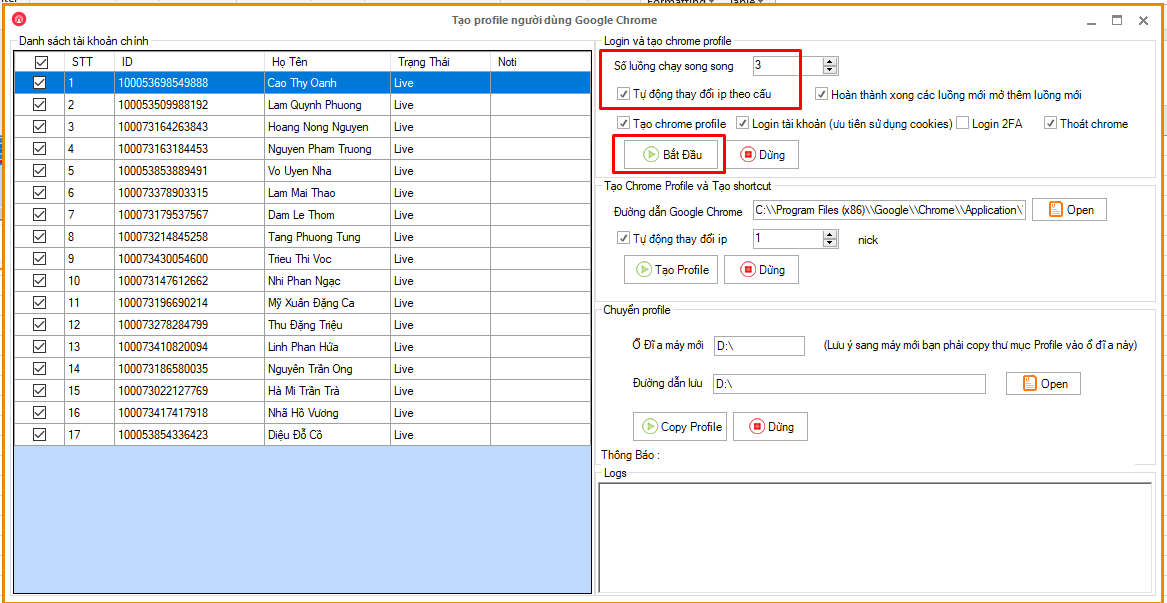 Formatting Table
Tạo profile người dùng Google Chrome
Danh sách tài khoản chính
STT ID Họ Tên Trạng Thái Noti
1 100053698549888 Cao Thy Oanh Live
2 100053509988192 Lam Quynh Phuong Live
3 100073164263843 Hoang Nong Nguyen Live
4 100073163184453 Nguyen Pham Truong Live
5 100053853889491 Vo Uyen Nha Live
6 100073378903315 Lam Mai Thao Live
7 100073179537567 Dam Le Thom Live
8 100073214845258 Tang Phuong Tung Live
9 100073430054600 Trieu Thi Voc Live
10 100073147612662 Nhi Phan Ngạc Live
11 100073196690214 Mỹ Xuân Đặng Ca Live
12 100073278284799 Thu Đặng Triệu Live
13 100073410820094 Linh Phan Hứa Live
14 100073186580035 Nguyên Trần Ong Live
15 100073022127769 Hà Mi Trần Trà Live
16 100073417417918 Nhã Hồ Vương Live
17 100053854336423 Diệu Đỗ Cồ Live
Login và tạo chrome profile
Số luồng chạy song song 3
Tự động thay đổi ip theo cấu Hoàn thành xong các luồng mới mở thêm luồng mới
Tạo chrome profile Login tài khoản (ưu tiên sử dụng cookies) Login 2FA Thoát chrome
Bắt Đầu Dừng
Tạo Chrome Profile và Tạo shortcut
Đường dẫn Google Chrome C:\\Program Files (x86)\\Google\\Chrome\\Application\' Open
Tự động thay đổi ip 1 nick
Tạo Profile Dừng
Chuyển profile
Ổ Đĩa máy mới D:\ (Lưu ý sang máy mới bạn phải copy thư mục Profile vào ổ đĩa này)
Đường dẫn lưu D:\ Open
Copy Profile Dừng
Thông Báo :
Logs